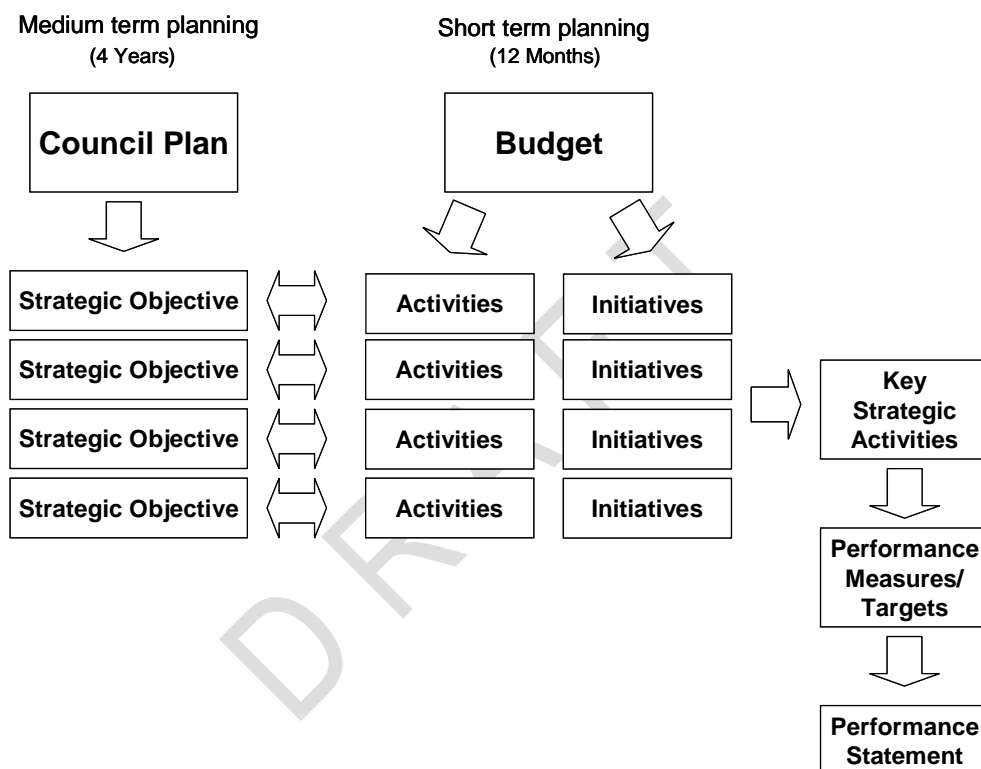 Medium term planning
(4 Years)
Short term planning
(12 Months)
Council Plan
Budget
Strategic Objective
Activities
Initiatives
Strategic Objective
Activities
Initiatives
Strategic Objective
Activities
Initiatives
Strategic Objective
Activities
Initiatives
Key
Strategic
Activities
Performance
Measures/
Targets
Performance
Statement
DRAFT